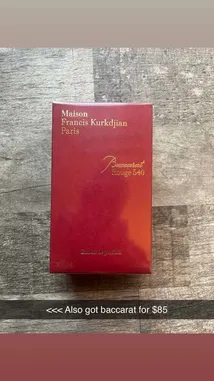 Maison
Francis Kurkdjian
Paris
Baccarat
Rouge 540
<<< Also got baccarat for $85